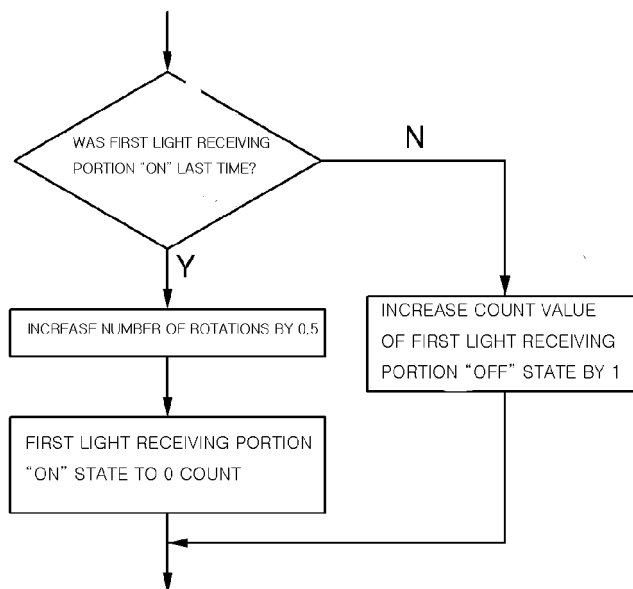 WAS FIRST LIGHT RECEIVING
PORTION “ON” LAST TIME?
N
Y
INCREASE NUMBER OF ROTATIONS BY 0.5
INCREASE COUNT VALUE
OF FIRST LIGHT RECEIVING
PORTION “OFF” STATE BY 1
FIRST LIGHT RECEIVING PORTION
“ON” STATE TO 0 COUNT